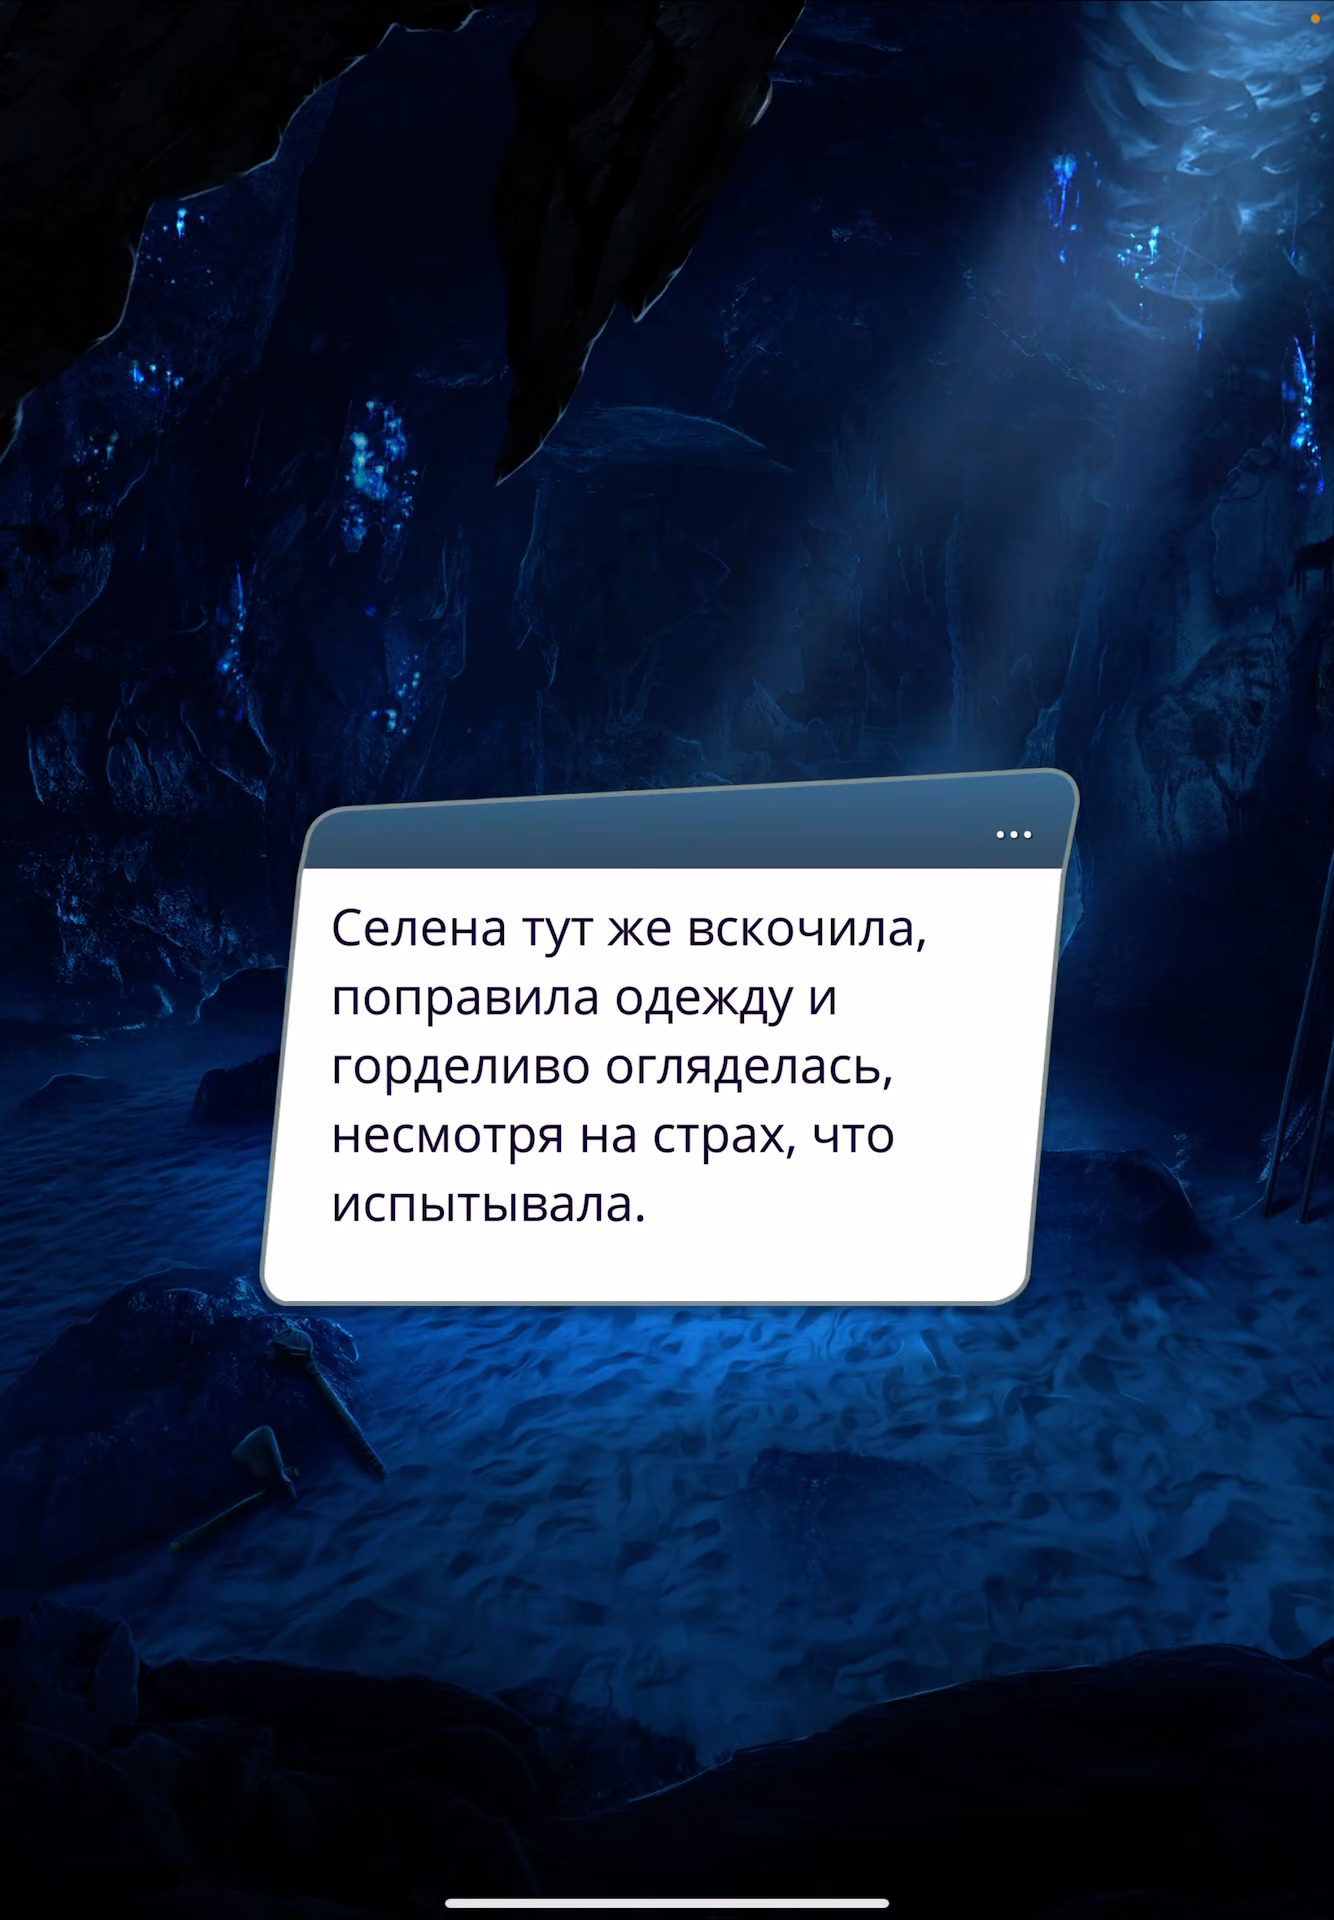 Селена тут же вскочила,
поправила одежду и
горделиво огляделась,
несмотря на страх, что
испытывала.